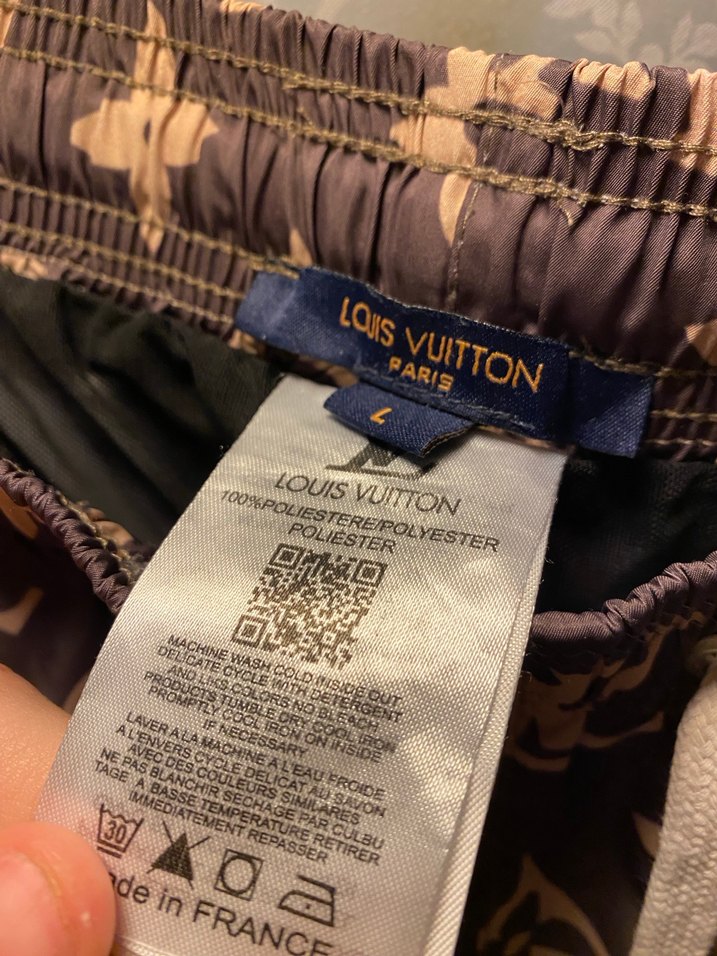 LOUIS VUITTON
PARIS
L
LOUIS VUITTON
100%POLIESTERE/POLYESTER
POLIESTER
MACHINE WASH COLD INSIDE OUT
DELICATE CYCLE WITH DETERGENT
AND LIKS COLORS NO BLEACH
PRODUCTS TUMBLE DRY COOL IRON
PROMPTLY COOL IRON ON INSIDE
IF NECESSARY
LAVER A LA MACHINE A L'EAU FROIDE
A L'ENVERS CYCLE DELICAT AU SAVON
AVEC DES COULEURS SIMILARES
NE PAS BLANCHIR SECHAGE PAR CULBU
TAGE A BASSE TEMPERATURE RETIRER
IMMEDIATEMENT REPASSER
30
ade in FRANCE